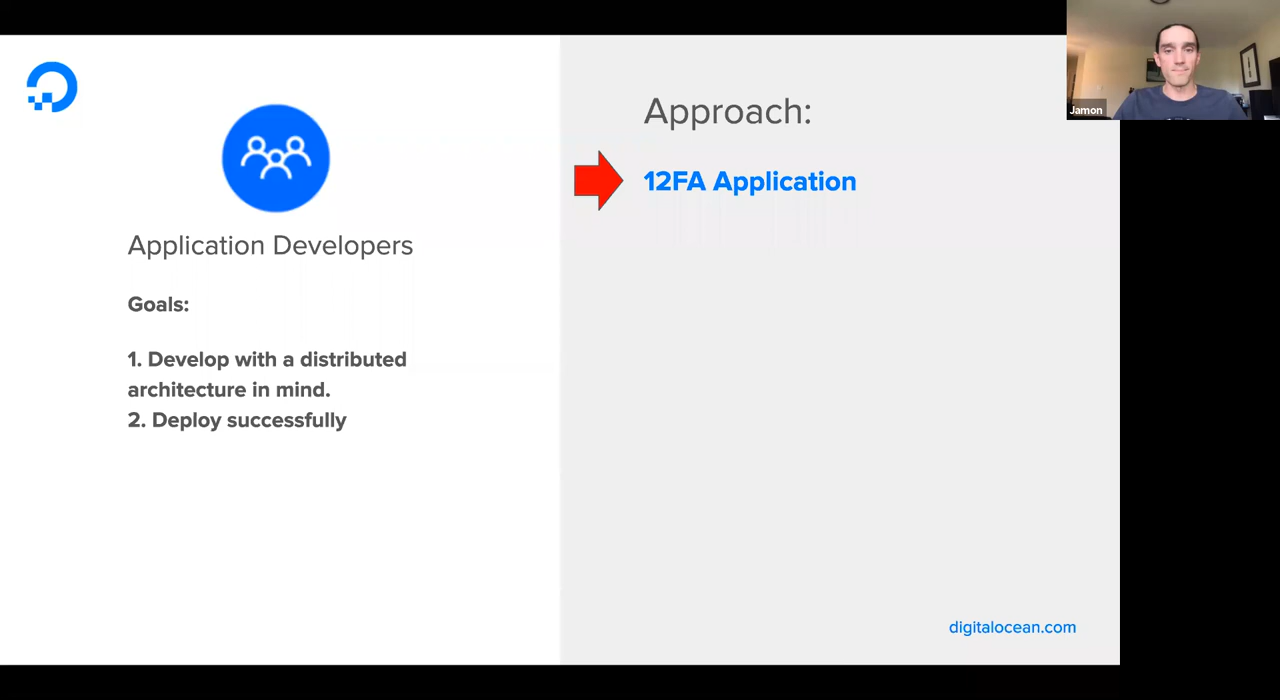 Jamon
Approach:
12FA Application
Application Developers
Goals:
1. Develop with a distributed
architecture in mind.
2. Deploy successfully
digitalocean.com